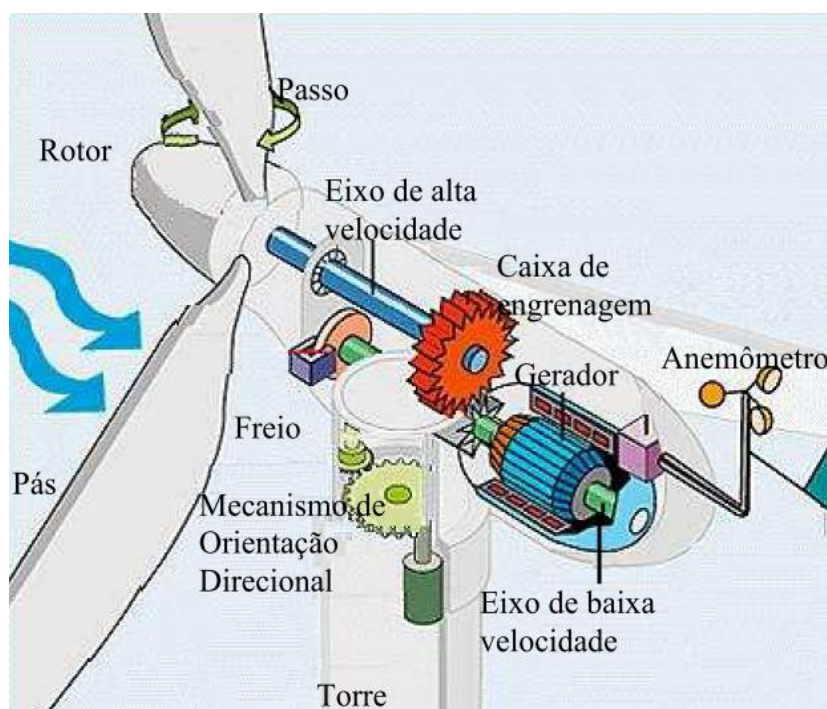 Passo
Rotor
Eixo de alta
velocidade
Caixa de
engrenagem
Anemômetro
Gerador
Freio
Pás
Mecanismo de
Orientação
Direcional
Eixo de baixa
velocidade
Torre